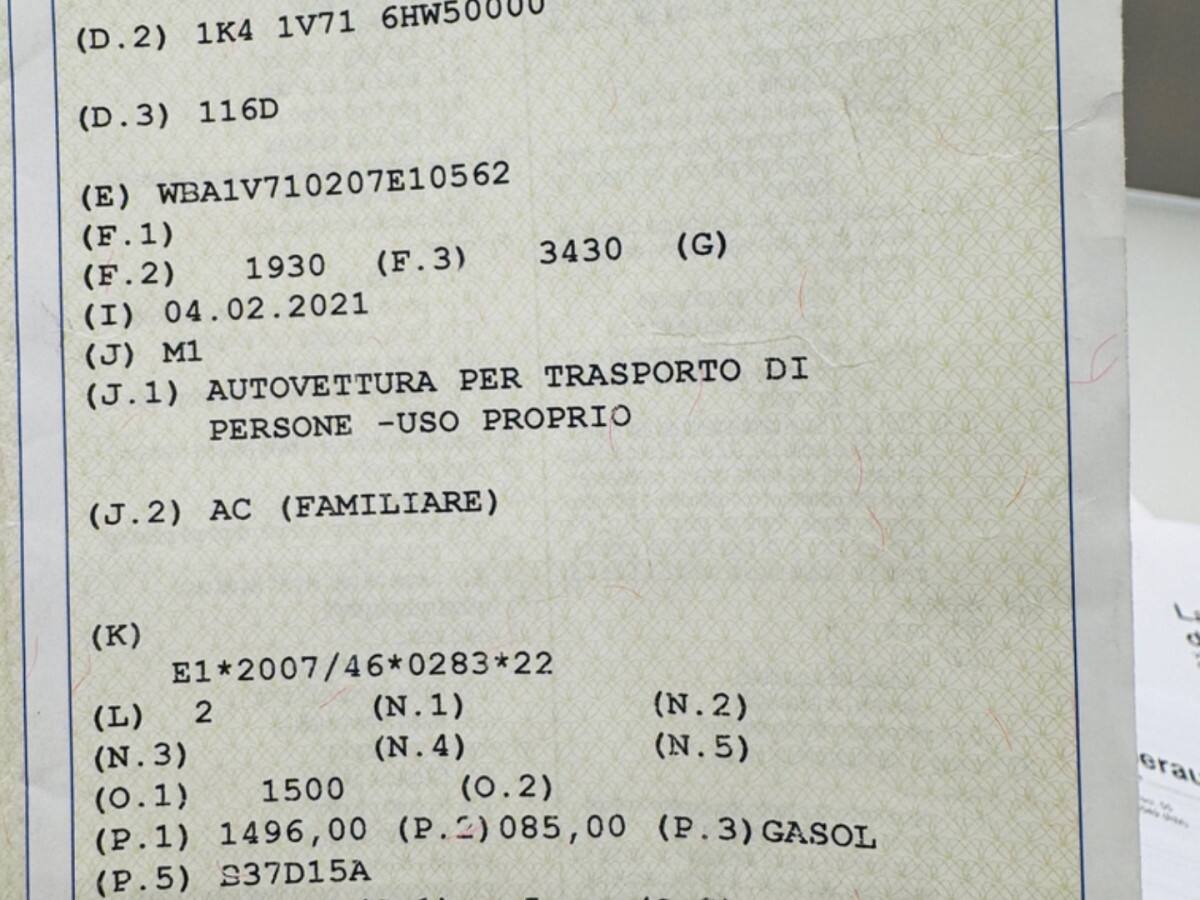 (D.2) 1K4 1V71 6HW50000
(D.3) 116D
(E) WBA1V710207E10562
(F.1)
(F.2) 1930 (F.3) 3430 (G)
(I) 04.02.2021
(J) M1
(J.1) AUTOVETTURA PER TRASPORTO DI
PERSONE -USO PROPRIO
(J.2) AC (FAMILIARE)
(K)
E1*2007/46*0283*22
(L) 2 (N.1) (N.2)
(N.3) (N.4) (N.5)
(O.1) 1500 (O.2)
(P.1) 1496,00 (P.2)085,00 (P.3)GASOL
(P.5) S37D15A